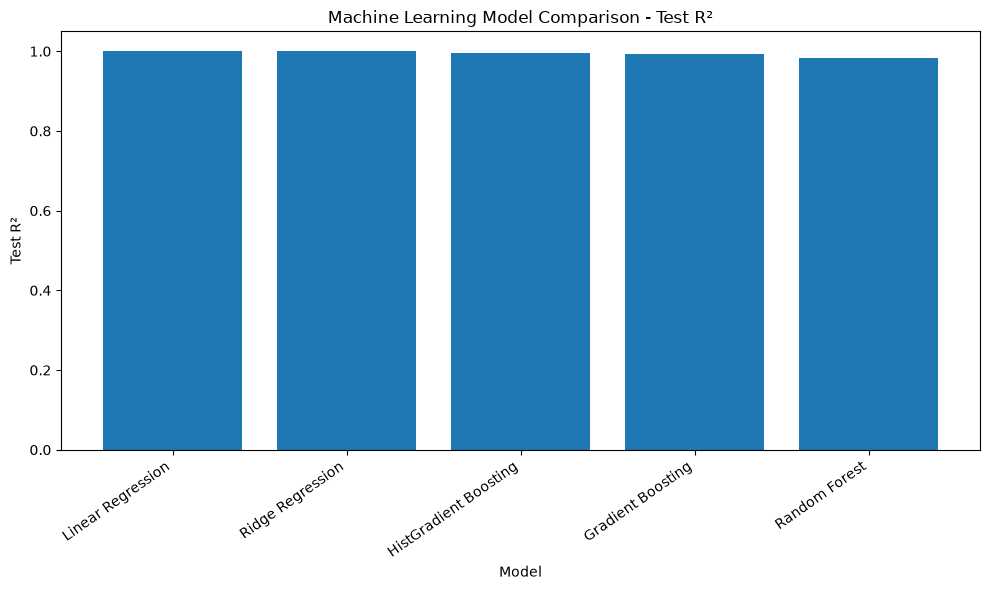 Machine Learning Model Comparison - Test R²
Test R²
1.0
0.8
0.6
0.4
0.2
0.0
Linear Regression
Ridge Regression
HistGradient Boosting
Gradient Boosting
Random Forest
Model